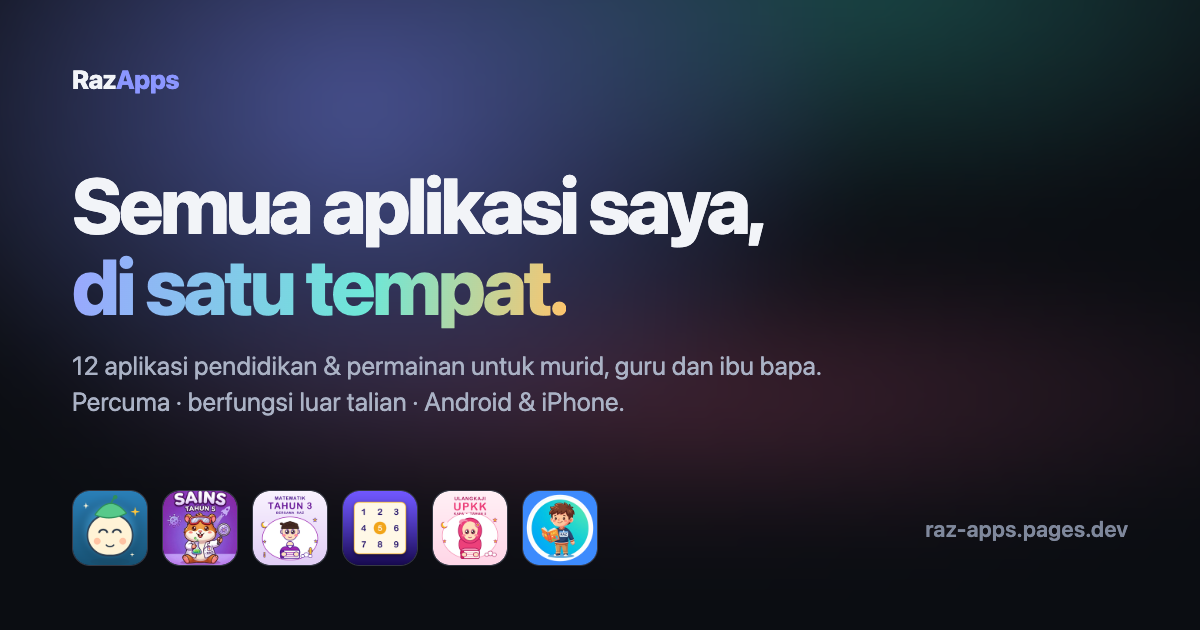 RazApps
Semua aplikasi saya,
di satu tempat.
12 aplikasi pendidikan & permainan untuk murid, guru dan ibu bapa.
Percuma · berfungsi luar talian · Android & iPhone.
SAINS
TAHUN 5
MATEMATIK
TAHUN 3
BERSAMA RAZ
1 2 3
4 5 6
7 8 9
ULANGKAJI
UPKK
raz-apps.pages.dev